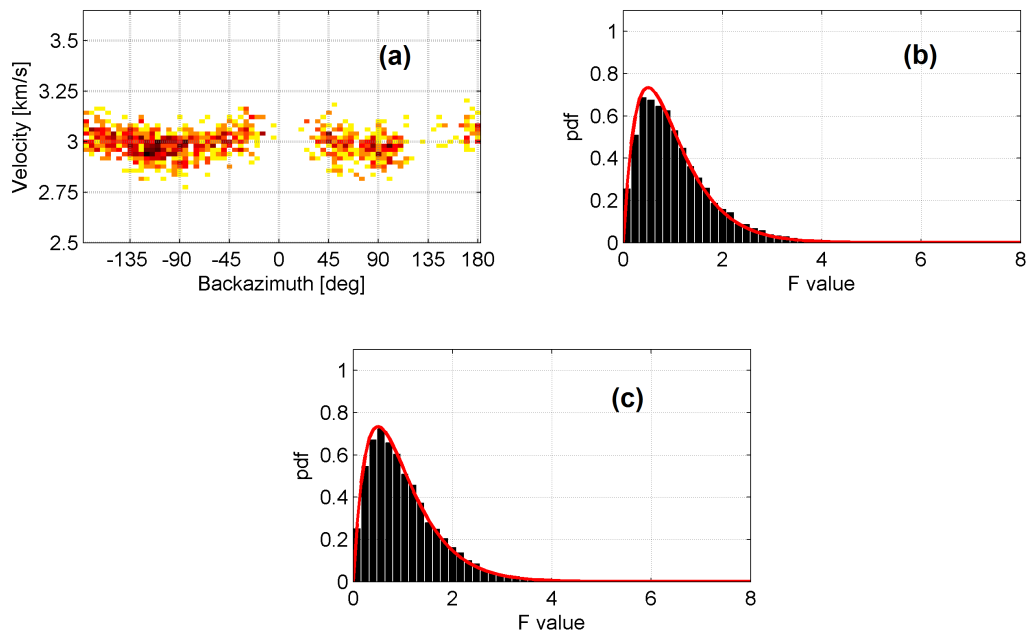 (a)
3.5
3.25
3
2.75
2.5
Velocity [km/s]
-135 -90 -45 0 45 90 135 180
Backazimuth [deg]
(b)
1
0.8
0.6
0.4
0.2
0
pdf
0 2 4 6 8
F value
(c)
1
0.8
0.6
0.4
0.2
0
pdf
0 2 4 6 8
F value